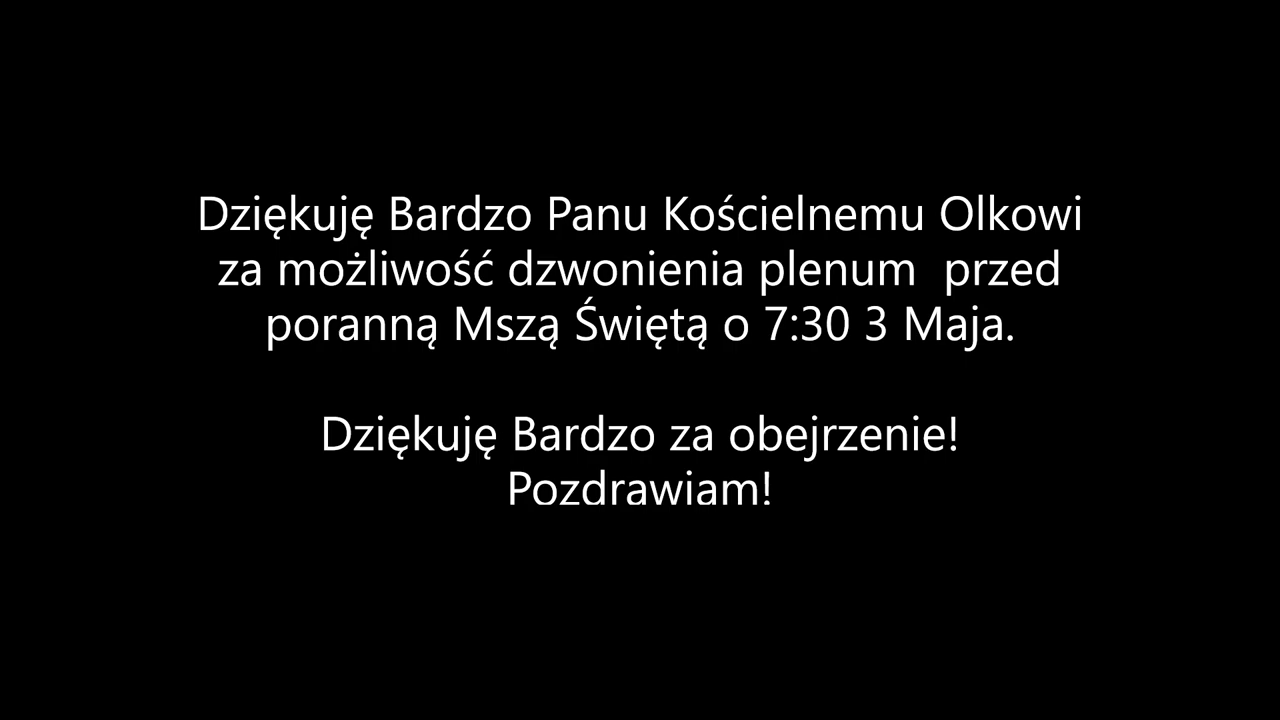 Dziękuję Bardzo Panu Kościelnemu Olkowi
za możliwość dzwonienia plenum  przed
poranną Mszą Świętą o 7:30 3 Maja.
Dziękuję Bardzo za obejrzenie!
Pozdrawiam!